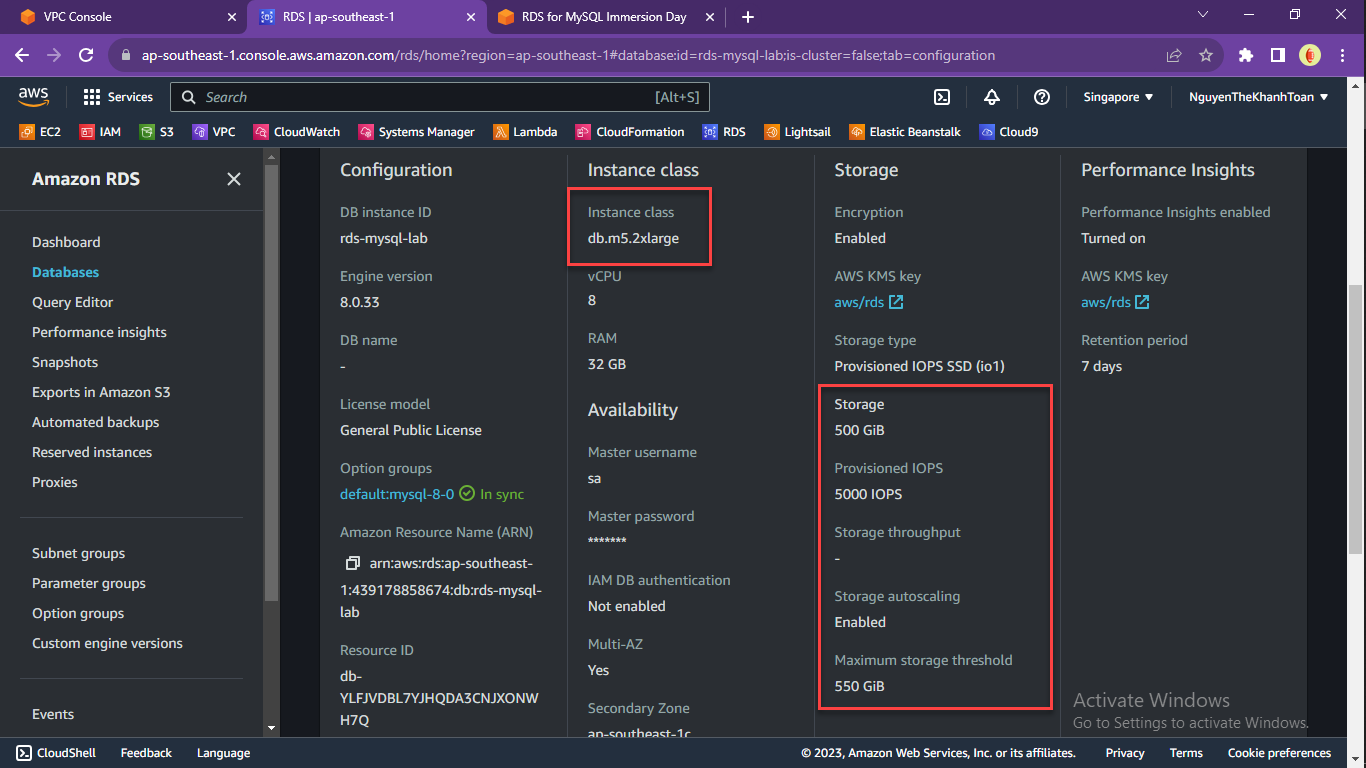 VPC Console
RDS | ap-southeast-1
RDS for MySQL Immersion Day
ap-southeast-1.console.aws.amazon.com/rds/home?region=ap-southeast-1#database:id=rds-mysql-lab;is-cluster=false;tab=configuration
aws
Services
Search
[Alt+S]
Singapore
NguyenTheKhanhToan
EC2
IAM
S3
VPC
CloudWatch
Systems Manager
Lambda
CloudFormation
RDS
Lightsail
Elastic Beanstalk
Cloud9
Amazon RDS
Dashboard
Databases
Query Editor
Performance insights
Snapshots
Exports in Amazon S3
Automated backups
Reserved instances
Proxies
Subnet groups
Parameter groups
Option groups
Custom engine versions
Events
Configuration
DB instance ID
rds-mysql-lab
Engine version
8.0.33
DB name
-
License model
General Public License
Option groups
default:mysql-8-0 In sync
Amazon Resource Name (ARN)
arn:aws:rds:ap-southeast-
1:439178858674:db:rds-mysql-
lab
Resource ID
db-
YLFJVDBL7YJHQDA3CNJXONW
H7Q
Instance class
Instance class
db.m5.2xlarge
vCPU
8
RAM
32 GB
Availability
Master username
sa
Master password
*******
IAM DB authentication
Not enabled
Multi-AZ
Yes
Secondary Zone
ap-southeast-1c
Storage
Encryption
Enabled
AWS KMS key
aws/rds
Storage type
Provisioned IOPS SSD (io1)
Storage
500 GiB
Provisioned IOPS
5000 IOPS
Storage throughput
-
Storage autoscaling
Enabled
Maximum storage threshold
550 GiB
Performance Insights
Performance Insights enabled
Turned on
AWS KMS key
aws/rds
Retention period
7 days
Activate Windows
Go to Settings to activate Windows.
CloudShell
Feedback
Language
© 2023, Amazon Web Services, Inc. or its affiliates.
Privacy
Terms
Cookie preferences